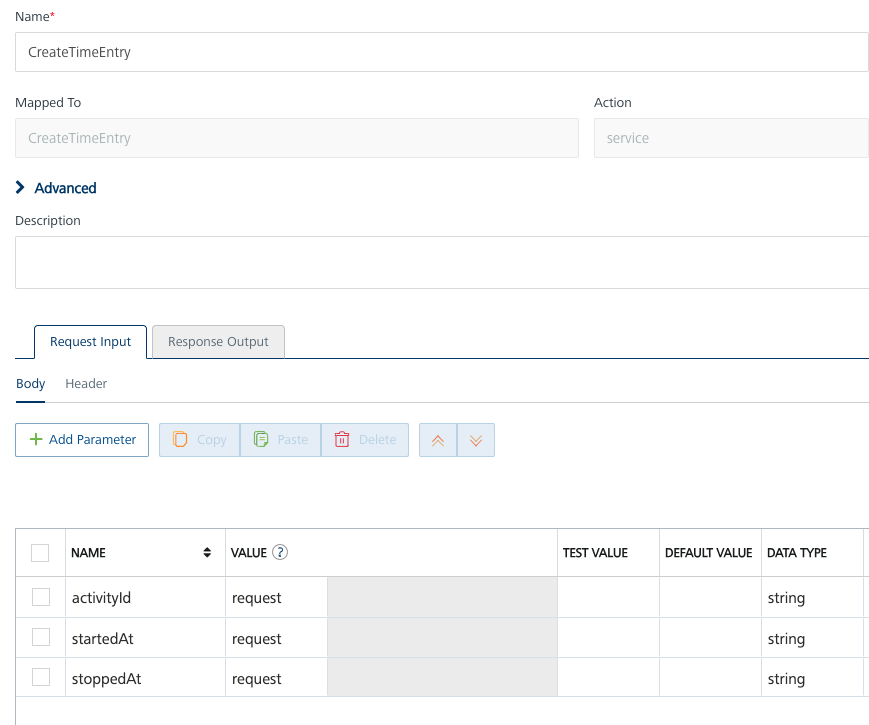 Name*
CreateTimeEntry
Mapped To Action
CreateTimeEntry service
Advanced
Description
Request Input Response Output
Body Header
Add Parameter Copy Paste Delete
NAME VALUE ? TEST VALUE DEFAULT VALUE DATA TYPE
activityId request string
startedAt request string
stoppedAt request string